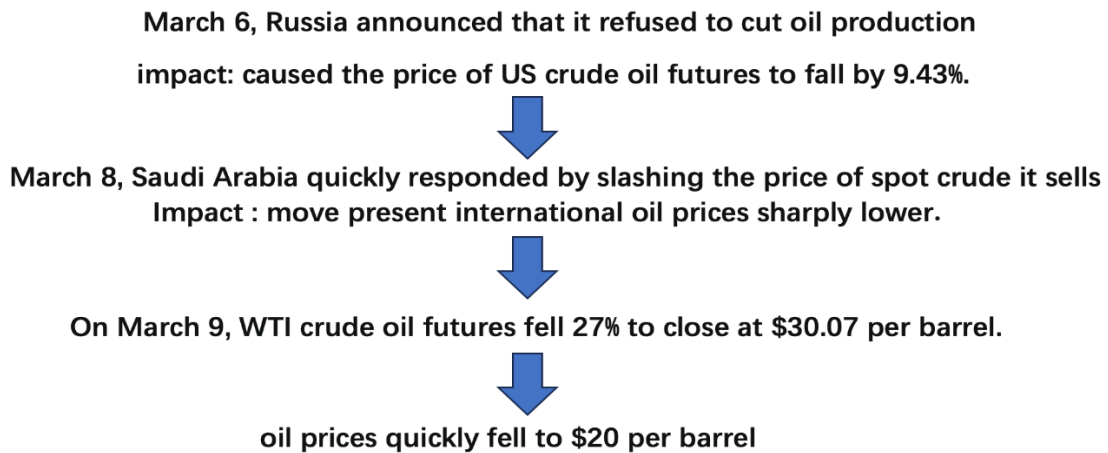 March 6, Russia announced that it refused to cut oil production
impact: caused the price of US crude oil futures to fall by 9.43%.
March 8, Saudi Arabia quickly responded by slashing the price of spot crude it sells
Impact : move present international oil prices sharply lower.
On March 9, WTI crude oil futures fell 27% to close at $30.07 per barrel.
oil prices quickly fell to $20 per barrel